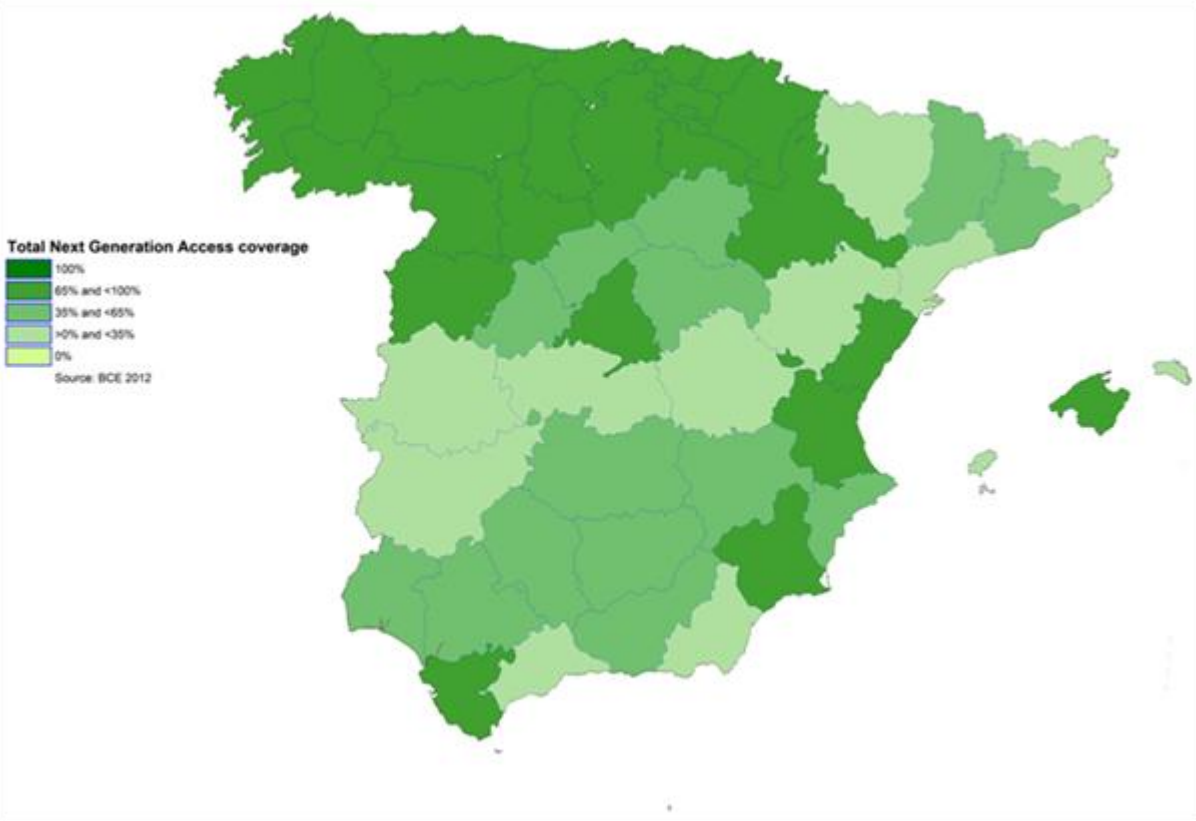 Total Next Generation Access coverage
100%
65% and <100%
35% and <65%
>0% and <35%
0%
Source: BCE 2012